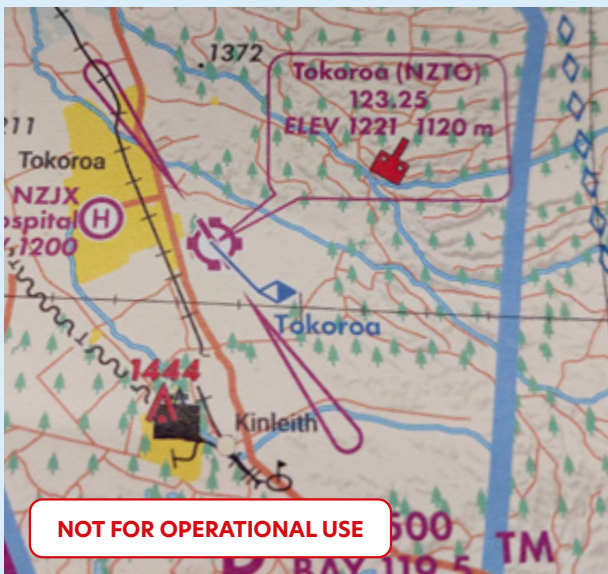 1372
Tokoroa (NZTO)
123.25
ELEV 1221 1120 m
211
Tokoroa
NZJX
ospital
H
1200
Tokoroa
1444
Kinleith
NOT FOR OPERATIONAL USE
500
BAY 119.5
TM